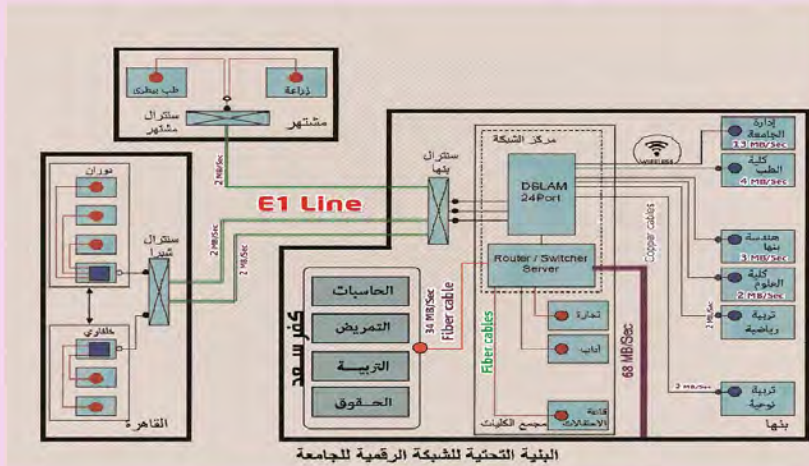 طب بيطرى
زراعة
سنترال
مشتهر
مشتهر
2 MB/Sec
دوران
سنترال
شبرا
خلفاوي
القاهرة
E1 Line
2 MB/Sec
2 MB/Sec
سنترال
بنها
مركز الشبكة
DSLAM
24Port
Router / Switcher
Server
WIRELESS
Copper cables
إدارة
الجامعة
13 MB/Sec
كلية
الطب
4 MB/Sec
هندسة
بنها
3 MB/Sec
كلية
العلوم
2 MB/Sec
تربية
رياضية
2 MB/Sec
تربية
نوعية
2 MB/Sec
بنها
كفر سعد
الحاسبات
التمريض
التربية
الحقوق
34 MB/Sec
Fiber cable
Fiber cables
تجارة
آداب
قاعة
الاحتفالات
مجمع الكليات
68 MB/Sec
البنية التحتية للشبكة الرقمية للجامعة